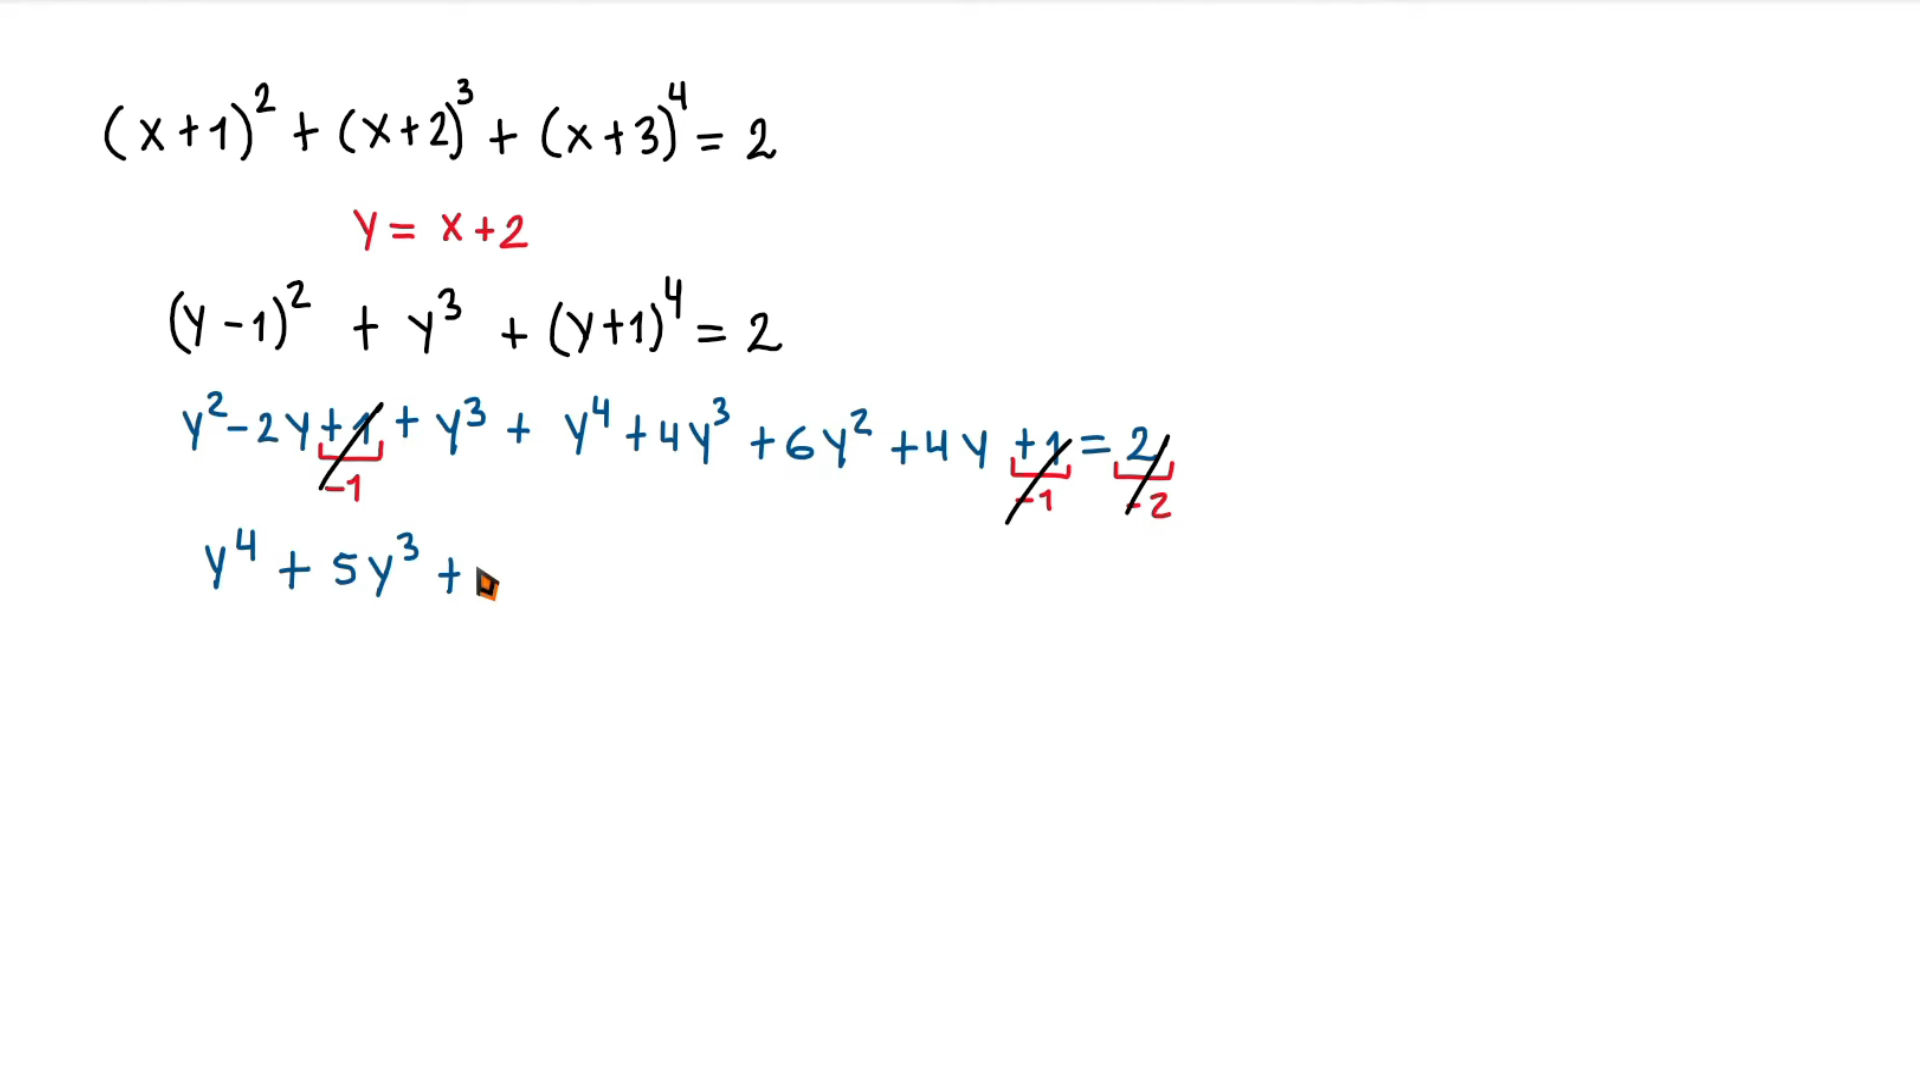 (x+1)² + (x+2)³ + (x+3)⁴ = 2
y = x+2
(y-1)² + y³ + (y+1)⁴ = 2
y² - 2y + 1 + y³ + y⁴ + 4y³ + 6y² + 4y + 1 = 2
-1 -1 -2
y⁴ + 5y³ +